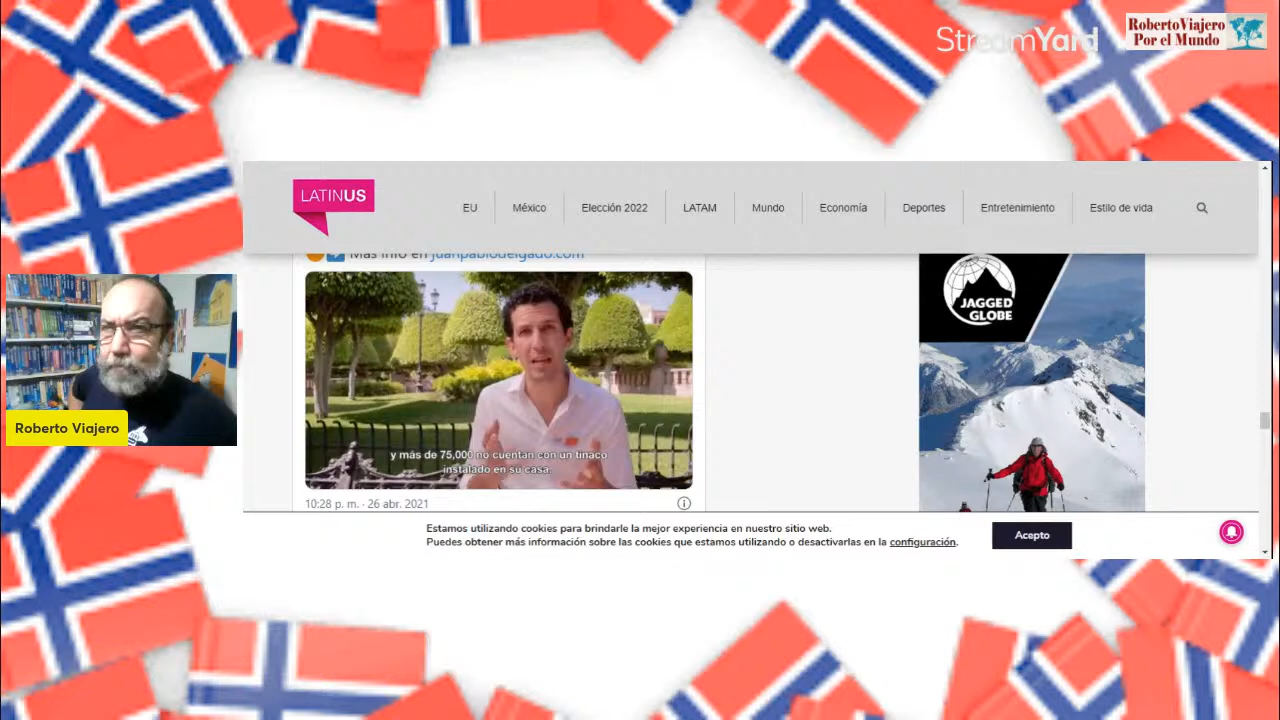 StreamYard
RobertoViajero
Por el Mundo
LATINUS
EU
México
Elección 2022
LATAM
Mundo
Economía
Deportes
Entretenimiento
Estilo de vida
Más info en juanpablodelgado.com
JAGGED
GLOBE
y más de 75,000 no cuentan con un tinaco
instalado en su casa.
Roberto Viajero
10:28 p. m. · 26 abr. 2021
Estamos utilizando cookies para brindarle la mejor experiencia en nuestro sitio web.
Puedes obtener más información sobre las cookies que estamos utilizando o desactivarlas en la configuración.
Acepto